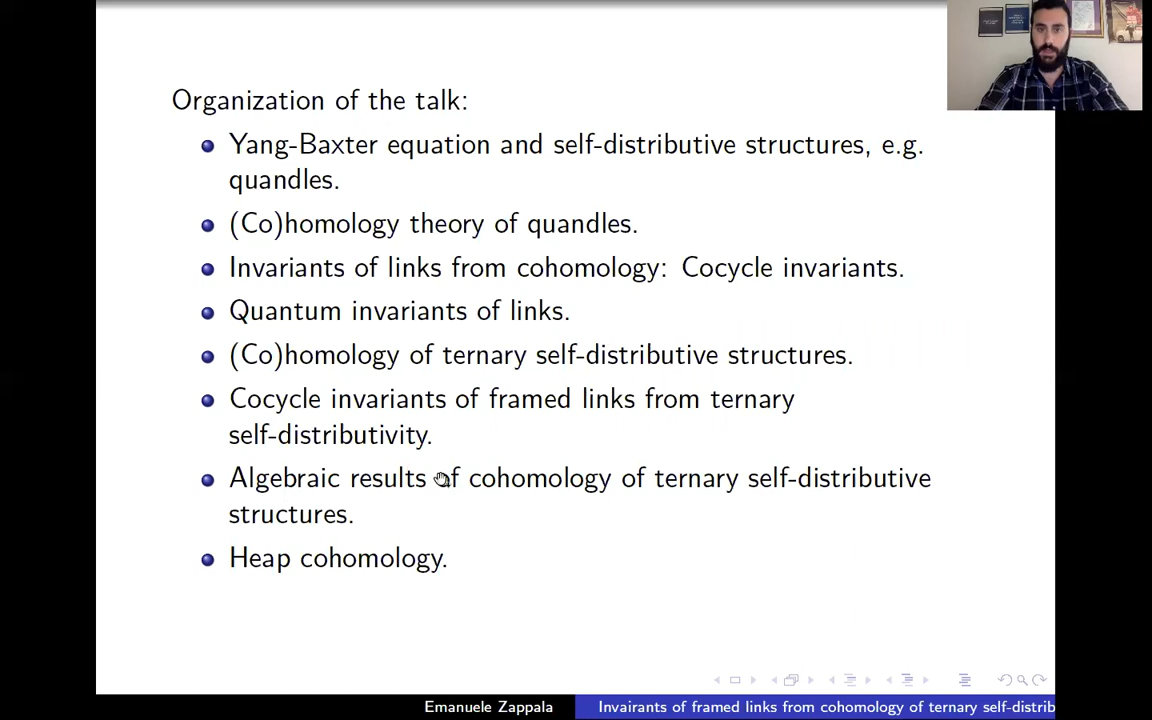 Organization of the talk:
Yang-Baxter equation and self-distributive structures, e.g.
quandles.
(Co)homology theory of quandles.
Invariants of links from cohomology: Cocycle invariants.
Quantum invariants of links.
(Co)homology of ternary self-distributive structures.
Cocycle invariants of framed links from ternary
self-distributivity.
Algebraic results of cohomology of ternary self-distributive
structures.
Heap cohomology.
Emanuele Zappala
Invairants of framed links from cohomology of ternary self-distrib